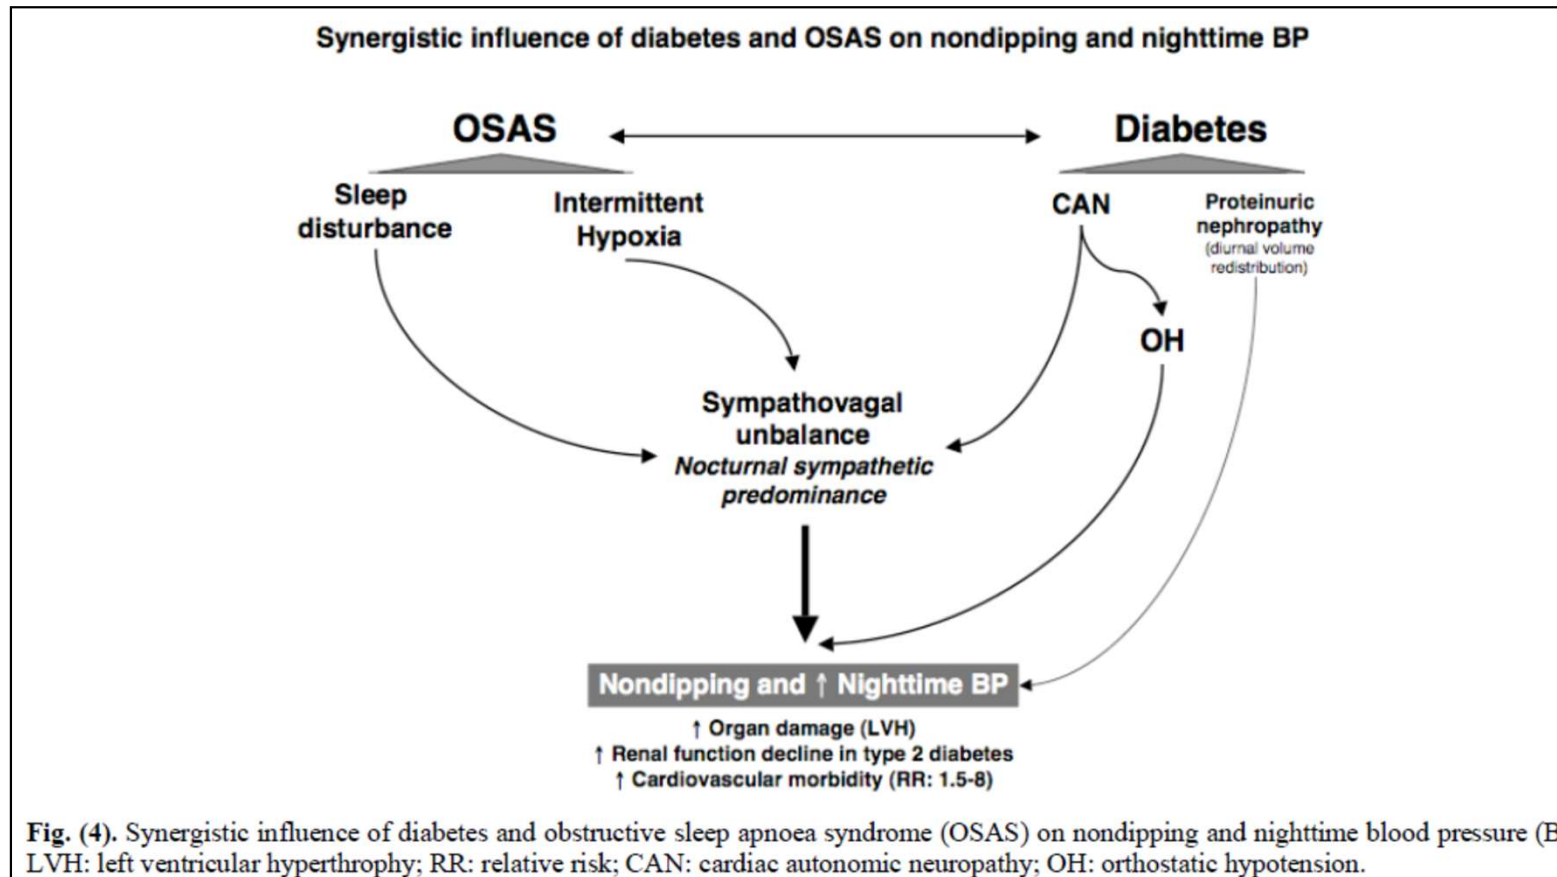 Synergistic influence of diabetes and OSAS on nondipping and nighttime BP
OSAS
Diabetes
Sleep
disturbance
Intermittent
Hypoxia
CAN
Proteinuric
nephropathy
(diurnal volume
redistribution)
OH
Sympathovagal
unbalance
Nocturnal sympathetic
predominance
Nondipping and ↑ Nighttime BP
↑ Organ damage (LVH)
↑ Renal function decline in type 2 diabetes
↑ Cardiovascular morbidity (RR: 1.5-8)
Fig. (4). Synergistic influence of diabetes and obstructive sleep apnoea syndrome (OSAS) on nondipping and nighttime blood pressure (B
LVH: left ventricular hyperthrophy; RR: relative risk; CAN: cardiac autonomic neuropathy; OH: orthostatic hypotension.